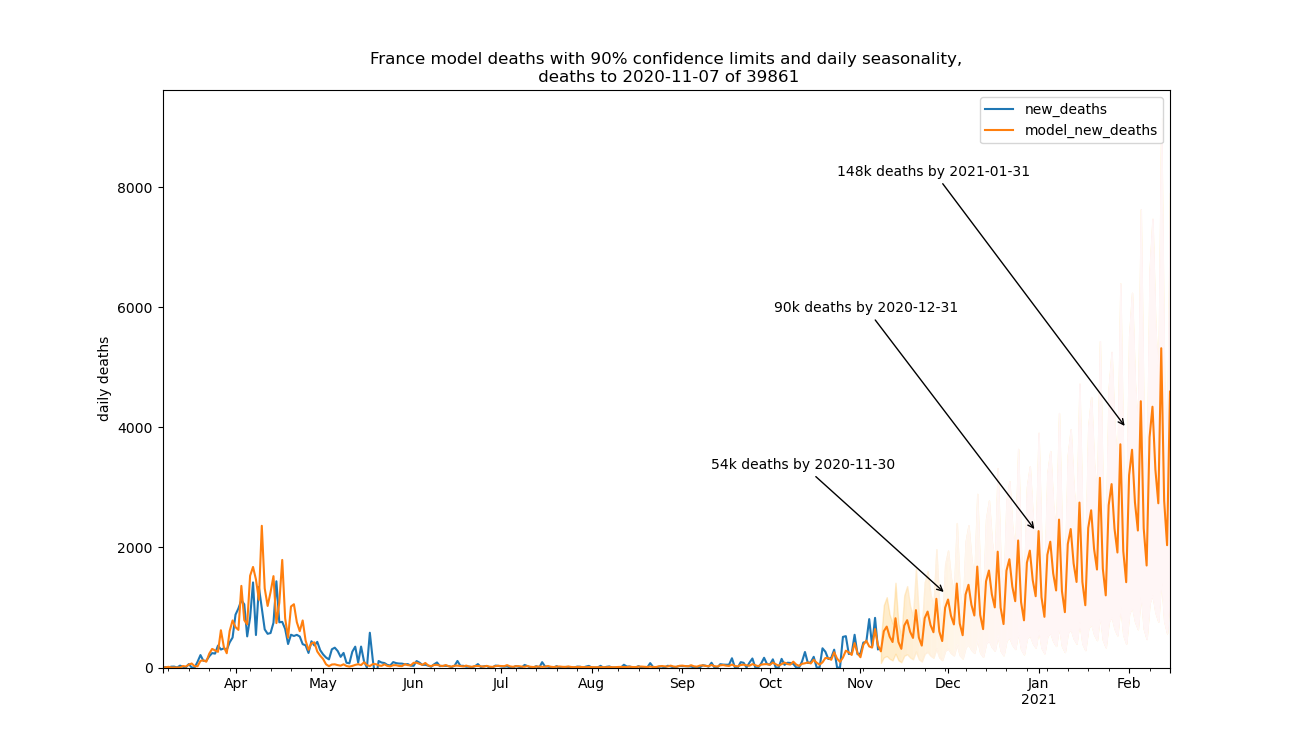 France model deaths with 90% confidence limits and daily seasonality,
deaths to 2020-11-07 of 39861
new_deaths
model_new_deaths
148k deaths by 2021-01-31
90k deaths by 2020-12-31
54k deaths by 2020-11-30
daily deaths
8000
6000
4000
2000
0
Apr May Jun Jul Aug Sep Oct Nov Dec Jan Feb
2021